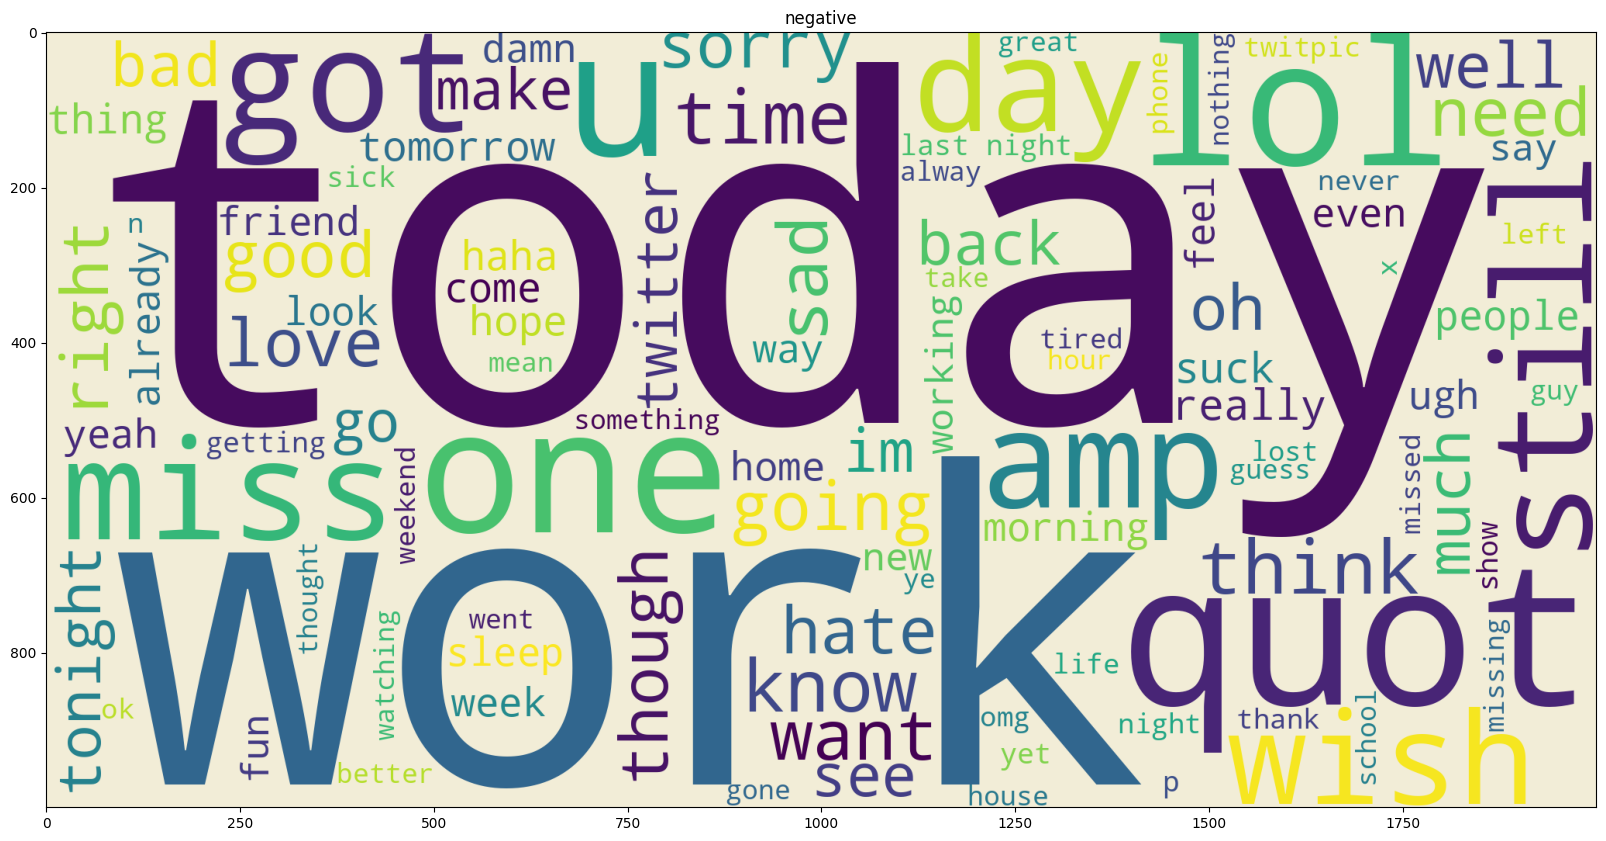 negative
0
200
400
600
800
0
250
500
750
1000
1250
1500
1750
today
work
got
u
day
lol
still
miss
one
amp
quot
wish
bad
damn
sorry
great
twitpic
well
thing
make
time
phone
nothing
need
tomorrow
last night
say
sick
alway
never
friend
n
good
haha
twitter
sad
back
feel
even
left
right
already
look
come
hope
take
x
love
mean
way
working
tired
hour
oh
people
suck
guy
yeah
getting
go
something
really
ugh
home
im
lost
guess
missed
much
weekend
going
morning
show
tonight
thought
though
new
ye
think
went
sleep
hate
life
missing
week
watching
know
ok
fun
better
want
omg
night
thank
school
see
yet
gone
house
p